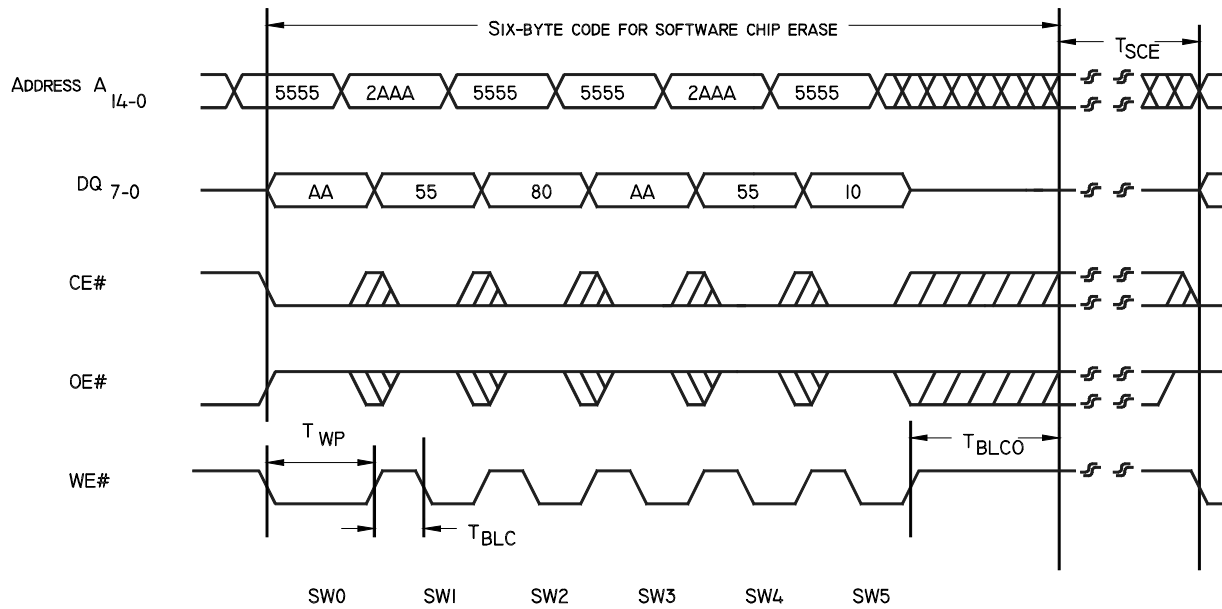 SIX-BYTE CODE FOR SOFTWARE CHIP ERASE
TSCE
ADDRESS A14-0
5555 2AAA 5555 5555 2AAA 5555
DQ 7-0
AA 55 80 AA 55 10
CE#
OE#
TWP
TBLCO
WE#
TBLC
SW0 SW1 SW2 SW3 SW4 SW5